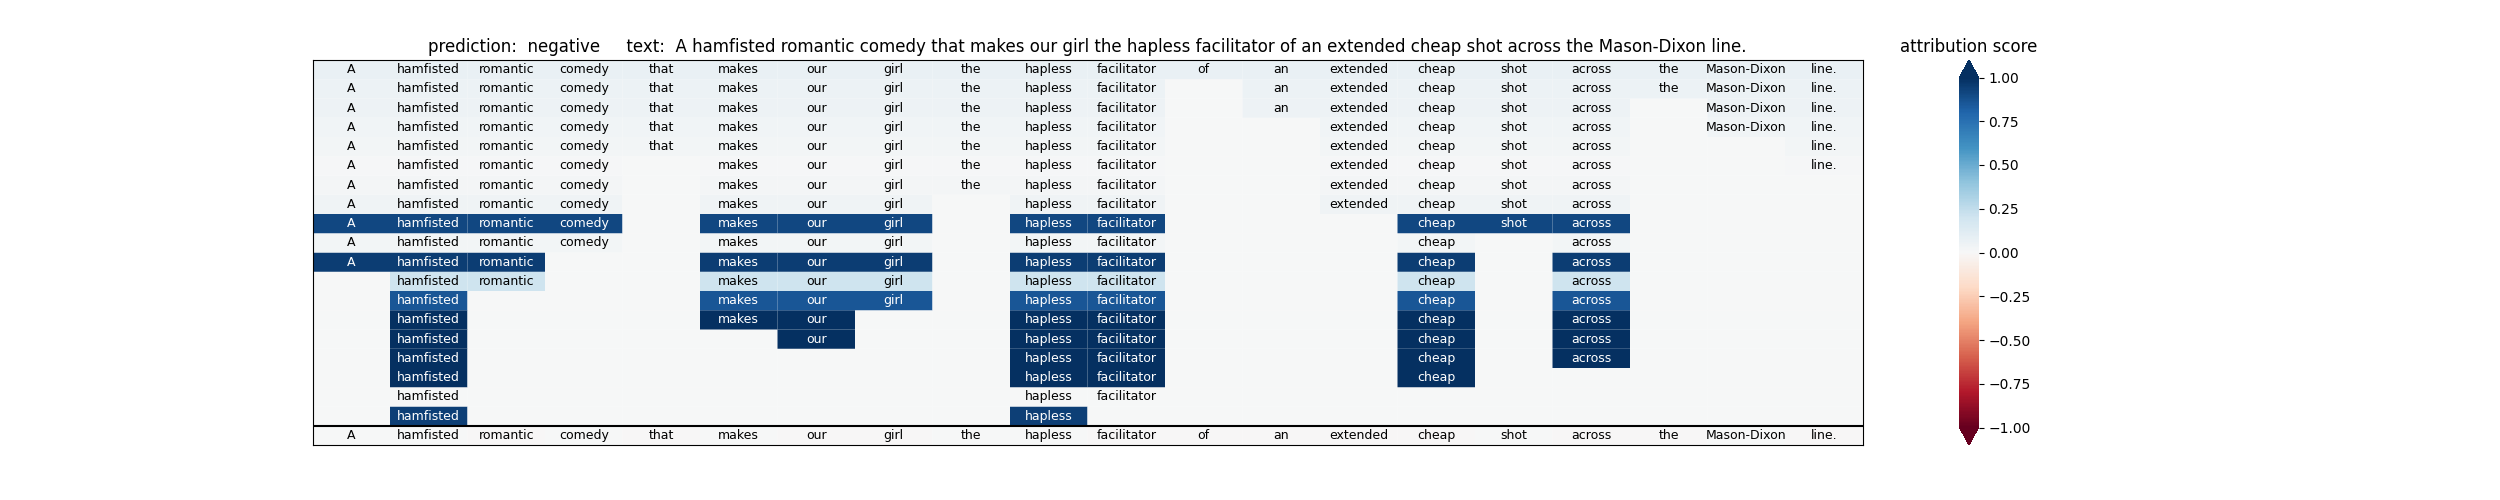 prediction:  negative     text:  A hamfisted romantic comedy that makes our girl the hapless facilitator of an extended cheap shot across the Mason-Dixon line.
attribution score
A hamfisted romantic comedy that makes our girl the hapless facilitator of an extended cheap shot across the Mason-Dixon line.
A hamfisted romantic comedy that makes our girl the hapless facilitator an extended cheap shot across the Mason-Dixon line.
A hamfisted romantic comedy that makes our girl the hapless facilitator an extended cheap shot across Mason-Dixon line.
A hamfisted romantic comedy that makes our girl the hapless facilitator extended cheap shot across Mason-Dixon line.
A hamfisted romantic comedy that makes our girl the hapless facilitator extended cheap shot across line.
A hamfisted romantic comedy makes our girl the hapless facilitator extended cheap shot across line.
A hamfisted romantic comedy makes our girl the hapless facilitator extended cheap shot across
A hamfisted romantic comedy makes our girl hapless facilitator extended cheap shot across
A hamfisted romantic comedy makes our girl hapless facilitator cheap shot across
A hamfisted romantic comedy makes our girl hapless facilitator cheap across
A hamfisted romantic makes our girl hapless facilitator cheap across
hamfisted romantic makes our girl hapless facilitator cheap across
hamfisted makes our girl hapless facilitator cheap across
hamfisted makes our hapless facilitator cheap across
hamfisted our hapless facilitator cheap across
hamfisted hapless facilitator cheap across
hamfisted hapless facilitator cheap
hamfisted hapless facilitator
hamfisted hapless
A hamfisted romantic comedy that makes our girl the hapless facilitator of an extended cheap shot across the Mason-Dixon line.
1.00
0.75
0.50
0.25
0.00
−0.25
−0.50
−0.75
−1.00